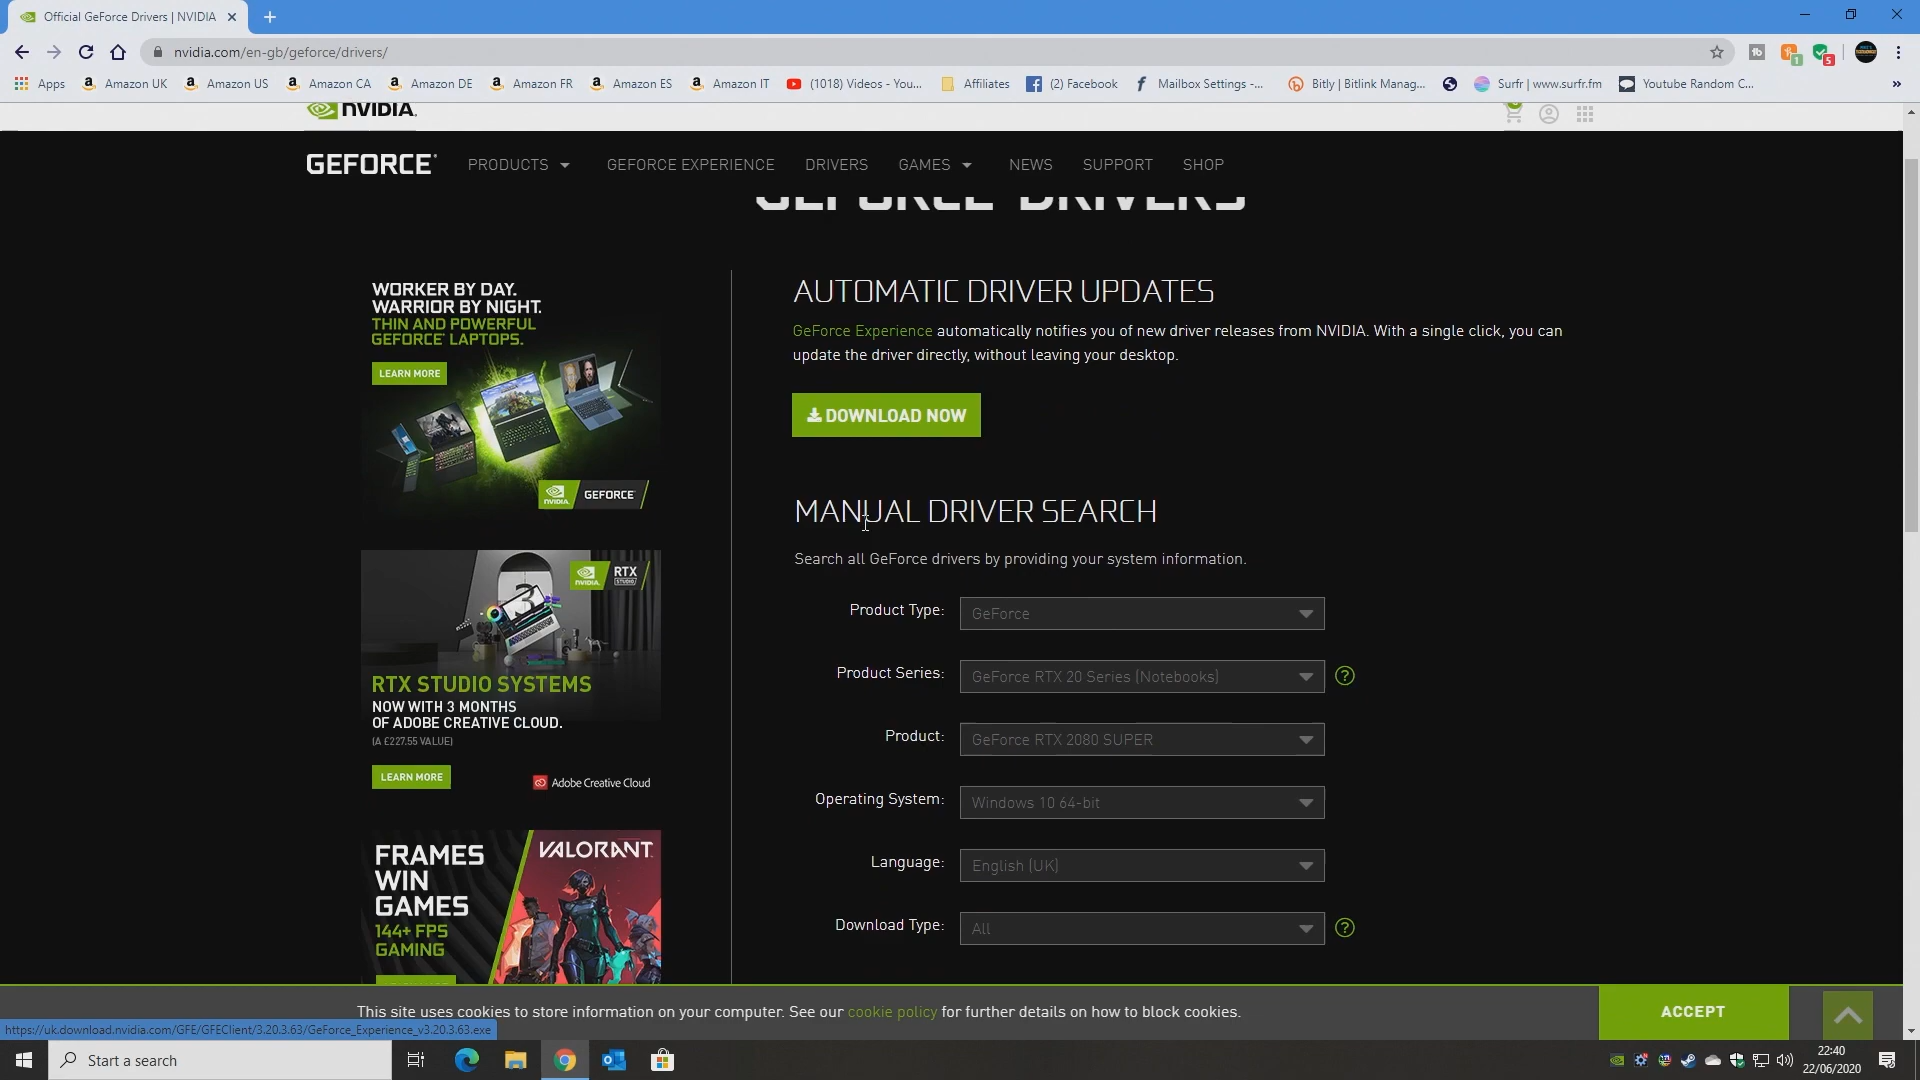 Official GeForce Drivers | NVIDIA
nvidia.com/en-gb/geforce/drivers/
1
5
Apps
Amazon UK
Amazon US
Amazon CA
Amazon DE
Amazon FR
Amazon ES
Amazon IT
(1018) Videos - You...
Affiliates
(2) Facebook
Mailbox Settings -...
Bitly | Bitlink Manag...
Surfr | www.surfr.fm
Youtube Random C...
»
NVIDIA.
GEFORCE
PRODUCTS
GEFORCE EXPERIENCE
DRIVERS
GAMES
NEWS
SUPPORT
SHOP
GEFORCE DRIVERS
WORKER BY DAY.
WARRIOR BY NIGHT.
THIN AND POWERFUL
GEFORCE LAPTOPS.
LEARN MORE
NVIDIA.
GEFORCE
NVIDIA.
RTX
STUDIO
RTX STUDIO SYSTEMS
NOW WITH 3 MONTHS
OF ADOBE CREATIVE CLOUD.
(A £227.55 VALUE)
LEARN MORE
Adobe Creative Cloud
FRAMES
WIN
GAMES
144+ FPS
GAMING
VALORANT
AUTOMATIC DRIVER UPDATES
GeForce Experience automatically notifies you of new driver releases from NVIDIA. With a single click, you can
update the driver directly, without leaving your desktop.
DOWNLOAD NOW
MANUAL DRIVER SEARCH
Search all GeForce drivers by providing your system information.
Product Type: GeForce
Product Series: GeForce RTX 20 Series (Notebooks) ?
Product: GeForce RTX 2080 SUPER
Operating System: Windows 10 64-bit
Language: English (UK)
Download Type: All ?
This site uses cookies to store information on your computer. See our cookie policy for further details on how to block cookies.
ACCEPT
https://uk.download.nvidia.com/GFE/GFEClient/3.20.3.63/GeForce_Experience_v3.20.3.63.exe
Start a search
22:40
22/06/2020